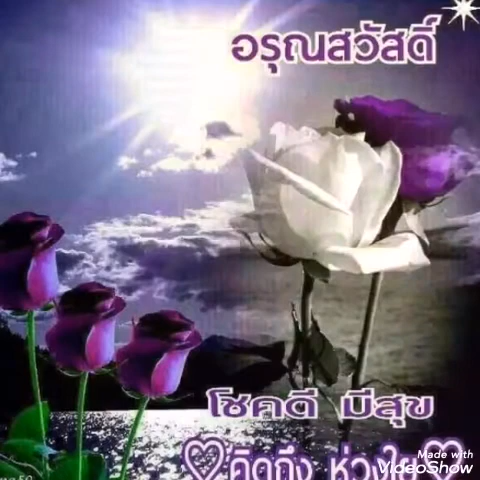 อรุณสวัสดิ์
โชคดี มีสุข
คิดถึง ห่วงใย
Made with
VideoShow